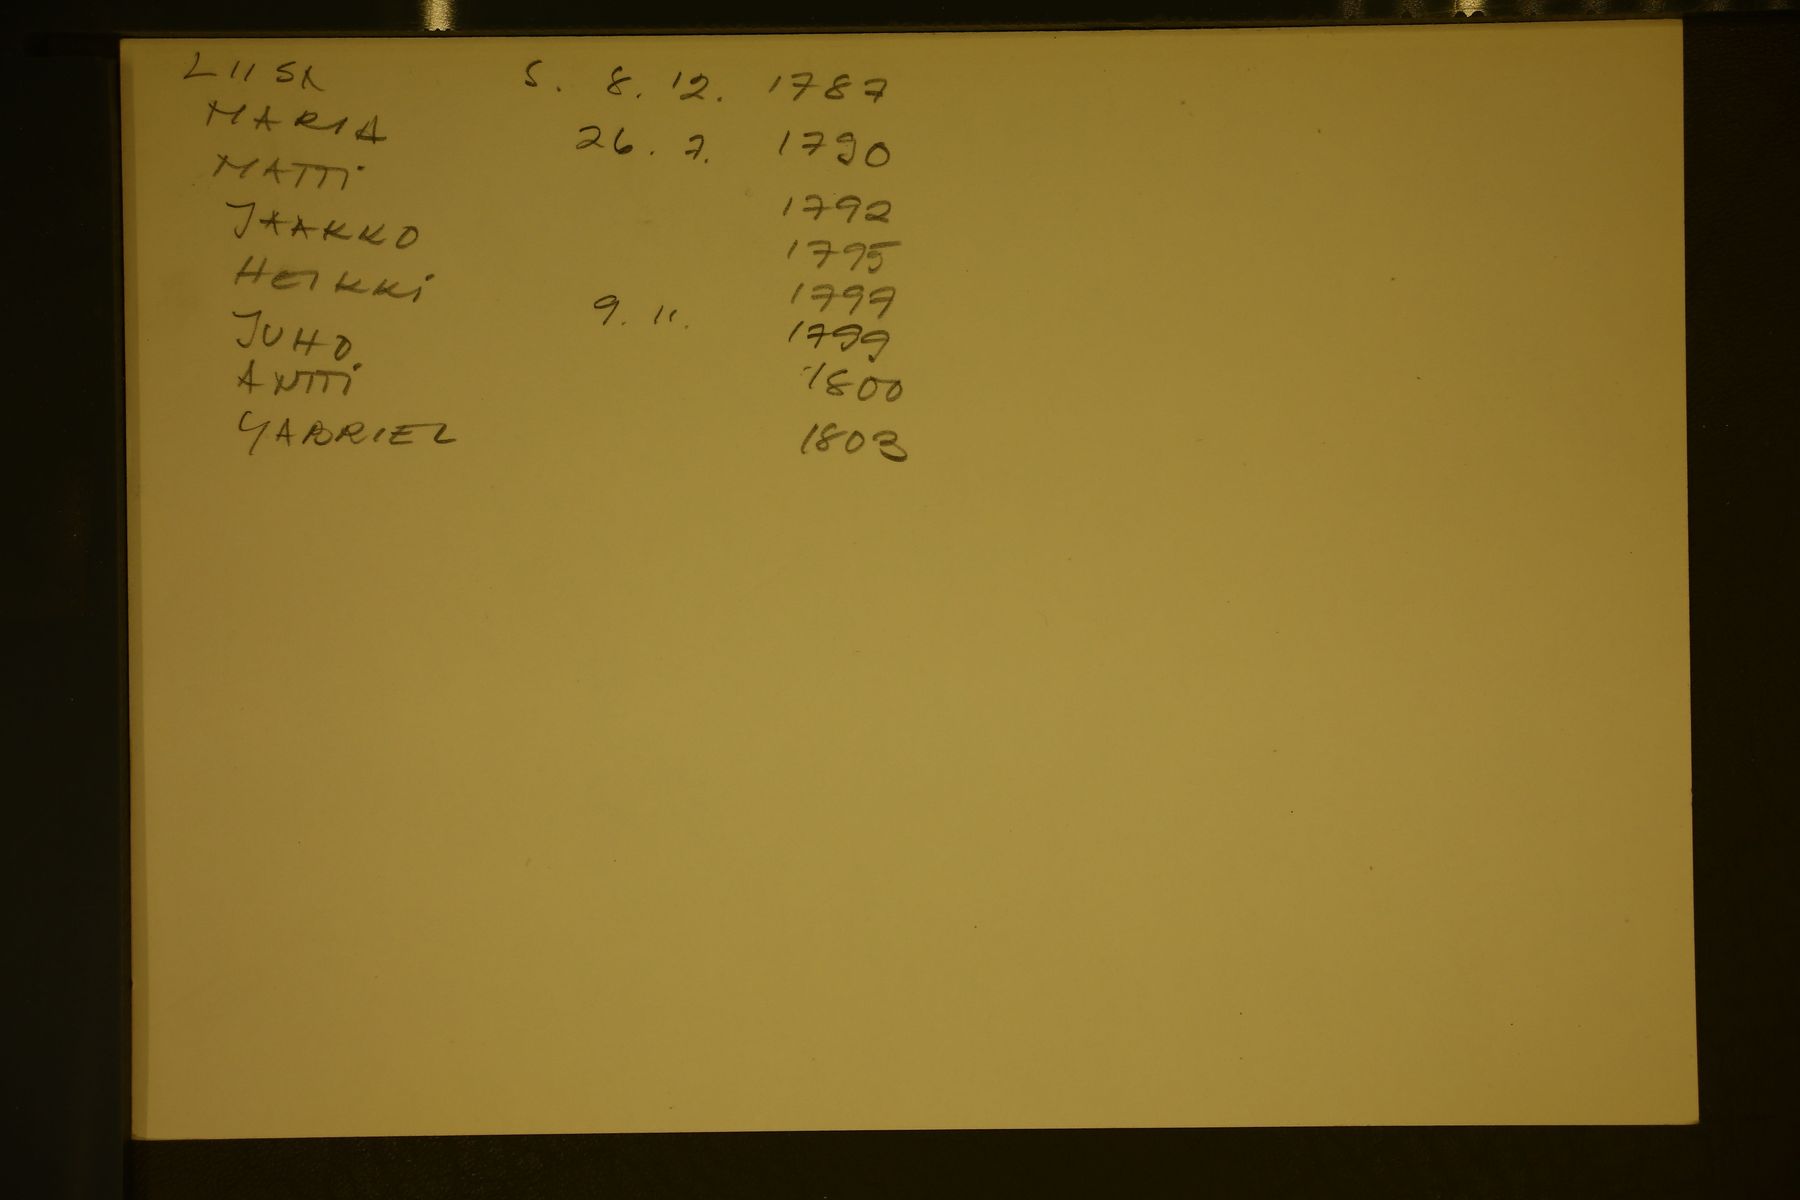 LIISA s. 8. 12. 1787
MARIA 26. 7. 1790
MATTI 1792
JAAKKO 1795
HEIKKI 9. 11. 1797
JUHO 1799
ANTTI 1800
GABRIEL 1803